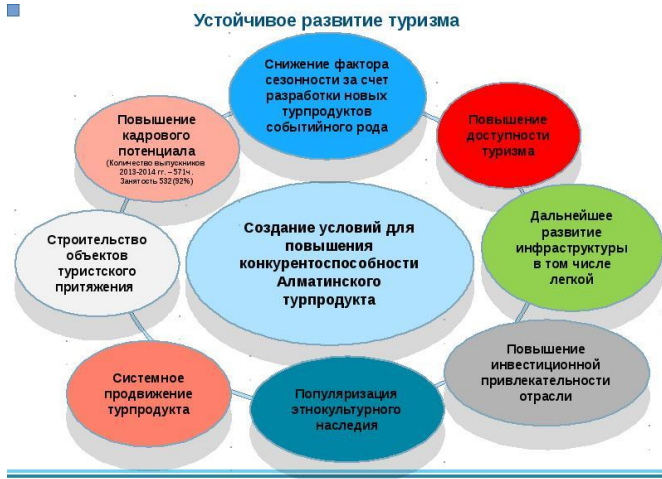 Устойчивое развитие туризма
Снижение фактора
сезонности за счет
разработки новых
турпродуктов
событийного рода
Повышение
доступности
туризма
Дальнейшее
развитие
инфраструктуры
в том числе
легкой
Повышение
инвестиционной
привлекательности
отрасли
Популяризация
этнокультурного
наследия
Системное
продвижение
турпродукта
Строительство
объектов
туристского
притяжения
Повышение
кадрового
потенциала
(Количество выпускников
2013-2014 гг. – 571ч.
Занятость 532 (92%)
Создание условий для
повышения
конкурентоспособности
Алматинского
турпродукта